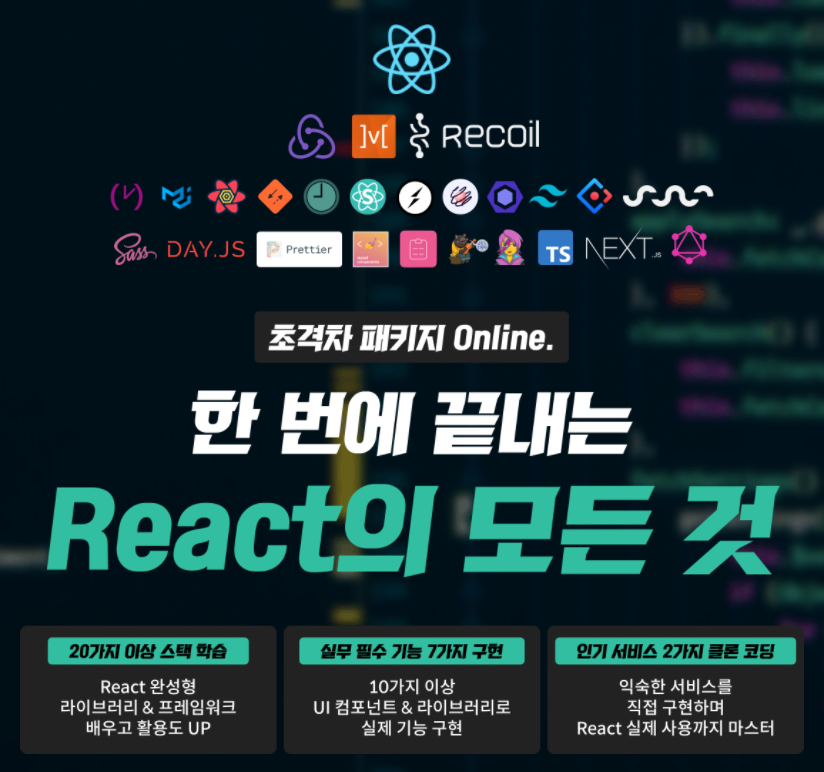 ]v[
RECOIL
S
Sass DAY.JS Prettier styled components TS NEXT.JS
초격차 패키지 Online.
한 번에 끝내는
React의 모든 것
20가지 이상 스택 학습
React 완성형
라이브러리 & 프레임워크
배우고 활용도 UP
실무 필수 기능 7가지 구현
10가지 이상
UI 컴포넌트 & 라이브러리로
실제 기능 구현
인기 서비스 2가지 클론 코딩
익숙한 서비스를
직접 구현하며
React 실제 사용까지 마스터